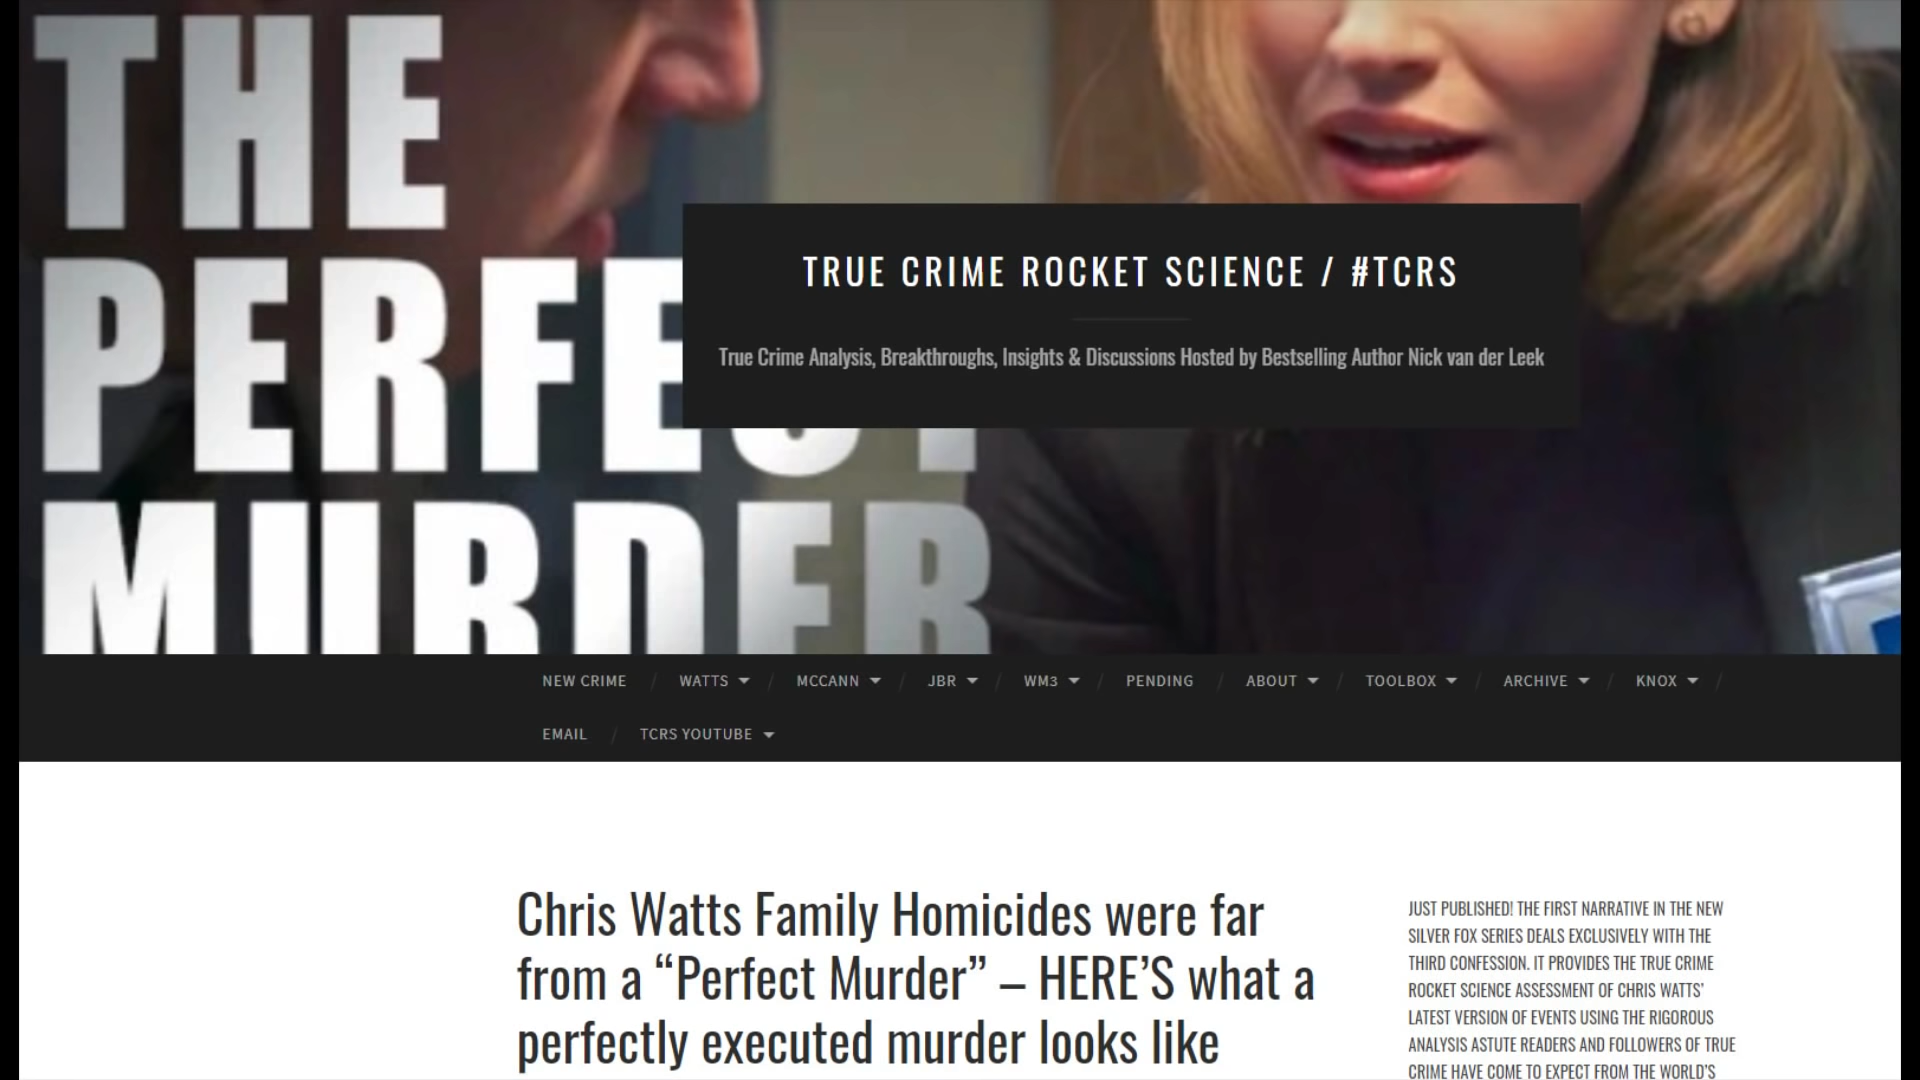 THE
PERFECT
MURDER
TRUE CRIME ROCKET SCIENCE / #TCRS
True Crime Analysis, Breakthroughs, Insights & Discussions Hosted by Bestselling Author Nick van der Leek
NEW CRIME / WATTS / MCCANN / JBR / WM3 / PENDING / ABOUT / TOOLBOX / ARCHIVE / KNOX /
EMAIL / TCRS YOUTUBE
Chris Watts Family Homicides were far
from a “Perfect Murder” – HERE’S what a
perfectly executed murder looks like
JUST PUBLISHED! THE FIRST NARRATIVE IN THE NEW
SILVER FOX SERIES DEALS EXCLUSIVELY WITH THE
THIRD CONFESSION. IT PROVIDES THE TRUE CRIME
ROCKET SCIENCE ASSESSMENT OF CHRIS WATTS’
LATEST VERSION OF EVENTS USING THE RIGOROUS
ANALYSIS ASTUTE READERS AND FOLLOWERS OF TRUE
CRIME HAVE COME TO EXPECT FROM THE WORLD’S